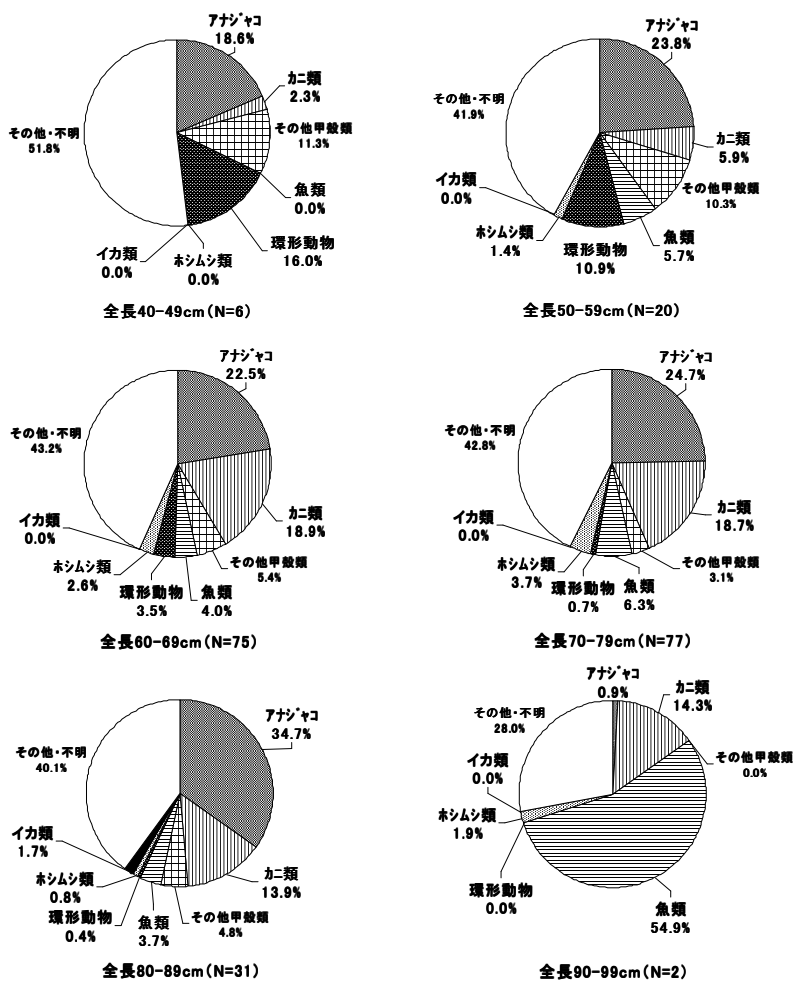 アナジャコ
18.6%
カニ類
2.3%
その他甲殻類
11.3%
魚類
0.0%
環形動物
16.0%
ホシムシ類
0.0%
イカ類
0.0%
その他・不明
51.8%
全長40-49cm(N=6)
アナジャコ
23.8%
カニ類
5.9%
その他甲殻類
10.3%
魚類
5.7%
環形動物
10.9%
ホシムシ類
1.4%
イカ類
0.0%
その他・不明
41.9%
全長50-59cm(N=20)
アナジャコ
22.5%
カニ類
18.9%
その他甲殻類
5.4%
魚類
4.0%
環形動物
3.5%
ホシムシ類
2.6%
イカ類
0.0%
その他・不明
43.2%
全長60-69cm(N=75)
アナジャコ
24.7%
カニ類
18.7%
その他甲殻類
3.1%
魚類
6.3%
環形動物
0.7%
ホシムシ類
3.7%
イカ類
0.0%
その他・不明
42.8%
全長70-79cm(N=77)
アナジャコ
34.7%
カニ類
13.9%
その他甲殻類
4.8%
魚類
3.7%
環形動物
0.4%
ホシムシ類
0.8%
イカ類
1.7%
その他・不明
40.1%
全長80-89cm(N=31)
アナジャコ
0.9%
カニ類
14.3%
その他甲殻類
0.0%
魚類
54.9%
環形動物
0.0%
ホシムシ類
1.9%
イカ類
0.0%
その他・不明
28.0%
全長90-99cm(N=2)